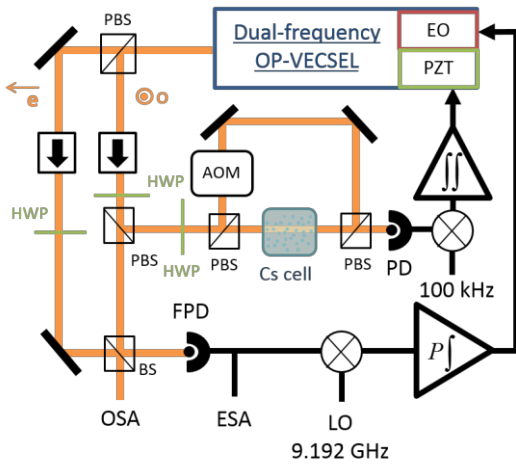 PBS
Dual-frequency
OP-VECSEL
EO
PZT
e
o
AOM
∬
HWP
HWP
HWP
PBS
PBS
Cs cell
PBS
PD
100 kHz
FPD
P∫
BS
OSA
ESA
LO
9.192 GHz